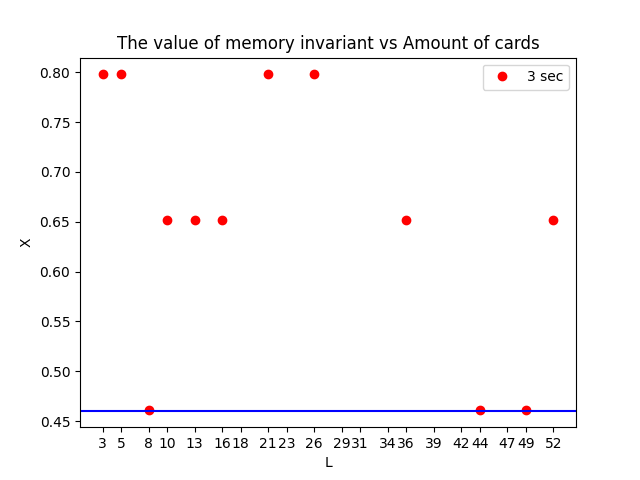 The value of memory invariant vs Amount of cards
3 sec
0.80
0.75
0.70
0.65
0.60
0.55
0.50
0.45
X
3 5 8 10 13 16 18 21 23 26 29 31 34 36 39 42 44 47 49 52
L